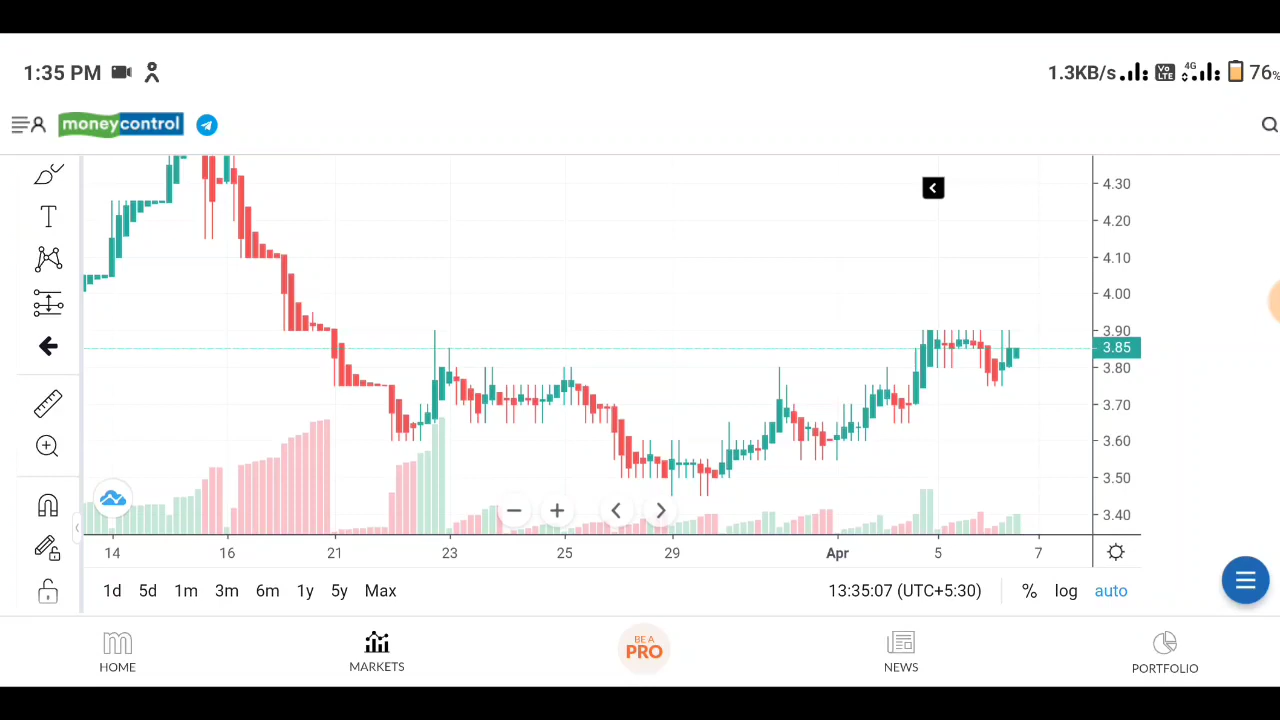 1:35 PM 1.3KB/s Vo LTE 4G 76%
moneycontrol
T
4.30
4.20
4.10
4.00
3.90
3.85
3.80
3.70
3.60
3.50
3.40
14 16 21 23 25 29 Apr 5 7
1d 5d 1m 3m 6m 1y 5y Max 13:35:07 (UTC+5:30) % log auto
BE A
PRO
HOME MARKETS NEWS PORTFOLIO